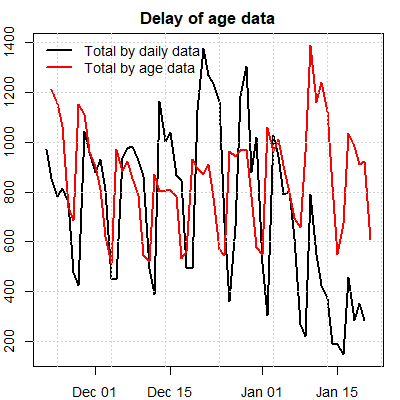 Delay of age data
Total by daily data
Total by age data
1400
1200
1000
800
600
400
200
Dec 01 Dec 15 Jan 01 Jan 15